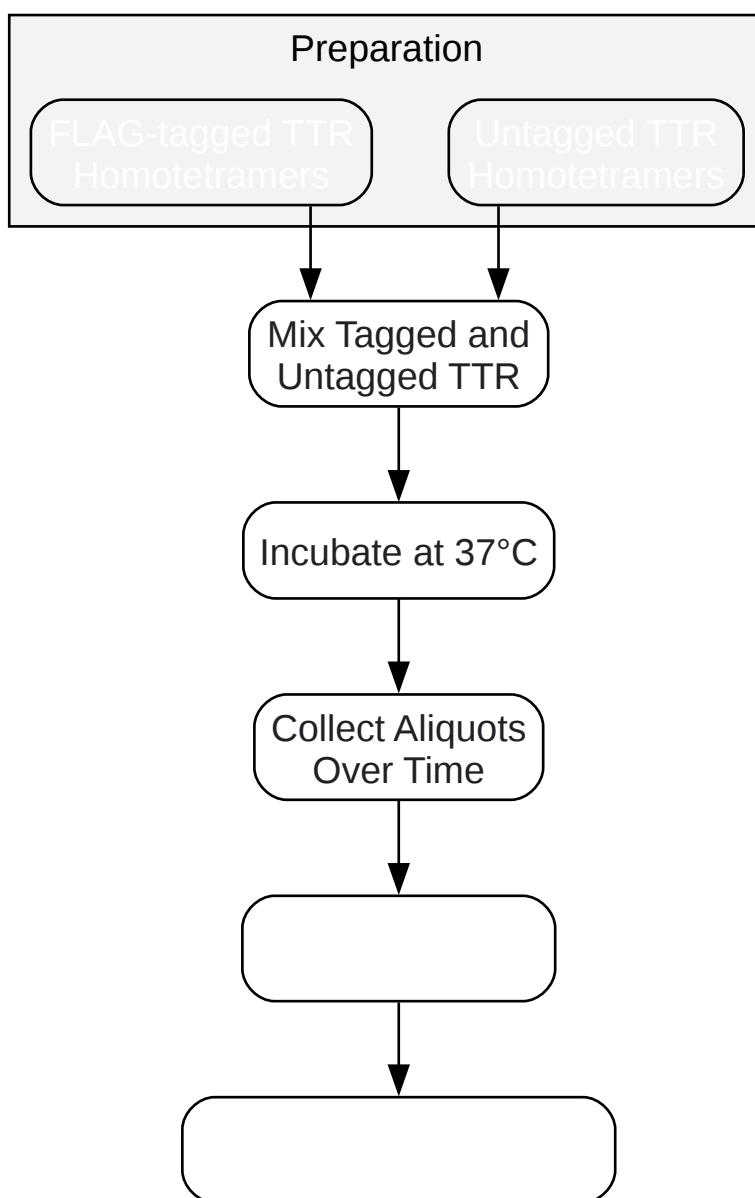 Preparation
FLAG-tagged TTR
Homotetramers
Untagged TTR
Homotetramers
Mix Tagged and
Untagged TTR
Incubate at 37°C
Collect Aliquots
Over Time